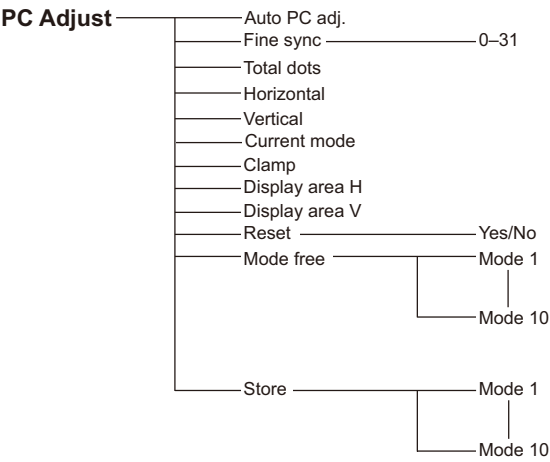 PC Adjust
Auto PC adj.
Fine sync 0–31
Total dots
Horizontal
Vertical
Current mode
Clamp
Display area H
Display area V
Reset Yes/No
Mode free Mode 1
Mode 10
Store Mode 1
Mode 10